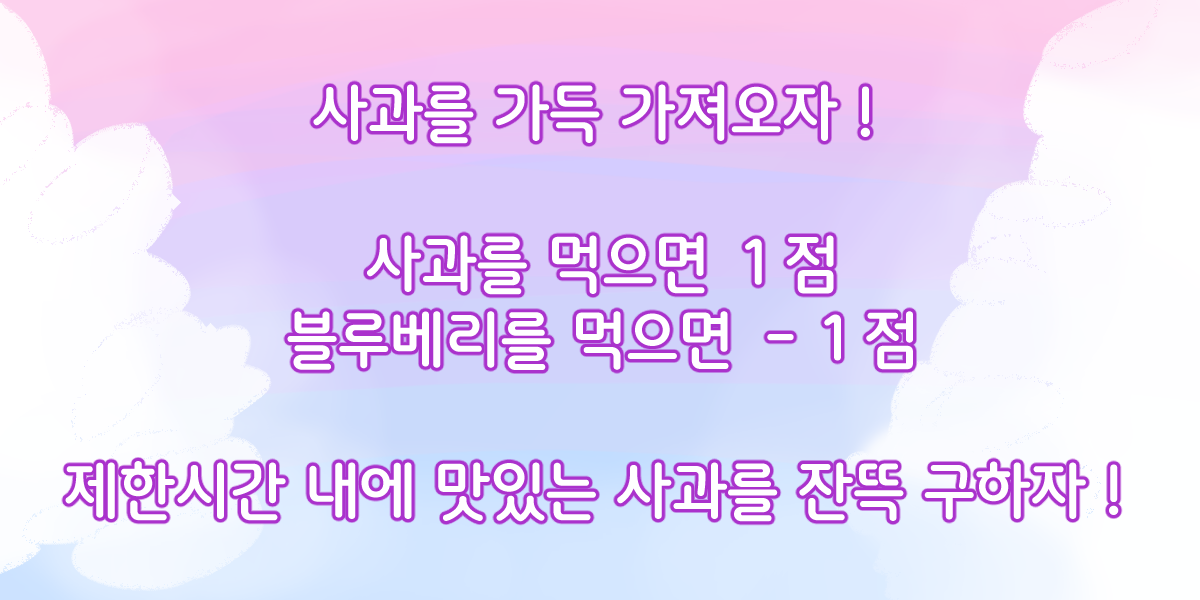 사과를 가득 가져오자 !
사과를 먹으면 1 점
블루베리를 먹으면 - 1 점
제한시간 내에 맛있는 사과를 잔뜩 구하자 !